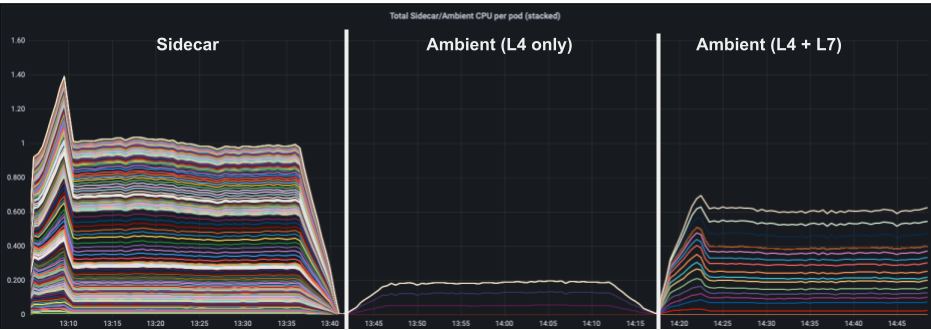 Total Sidecar/Ambient CPU per pod (stacked)
Sidecar
Ambient (L4 only)
Ambient (L4 + L7)
1.60
1.40
1.20
1
0.800
0.600
0.400
0.200
0
13:10 13:15 13:20 13:25 13:30 13:35 13:40 13:45 13:50 13:55 14:00 14:05 14:10 14:15 14:20 14:25 14:30 14:35 14:40 14:45